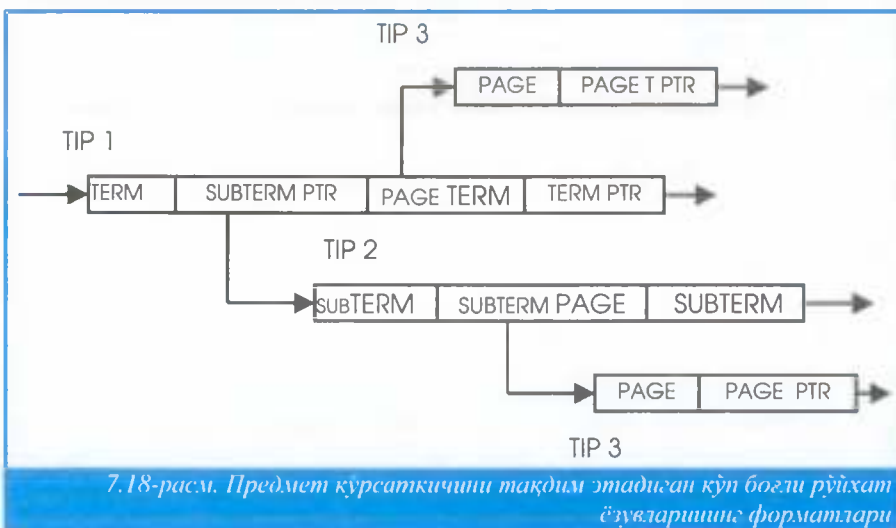 TIP 3
PAGE PAGE T PTR
TIP 1
TERM SUBTERM PTR PAGE TERM TERM PTR
TIP 2
SUBTERM SUBTERM PAGE SUBTERM
PAGE PAGE PTR
TIP 3
7.18-расм. Предмет кўрсаткичини тақдим этадиган кўп боғли рўйхат
ёзувларининг форматлари